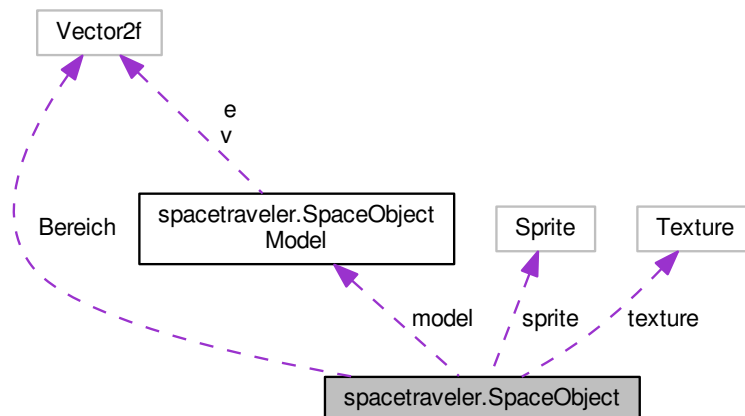 Vector2f
e
v
spacetraveler.SpaceObject
Model
Sprite
Texture
Bereich
model
sprite
texture
spacetraveler.SpaceObject